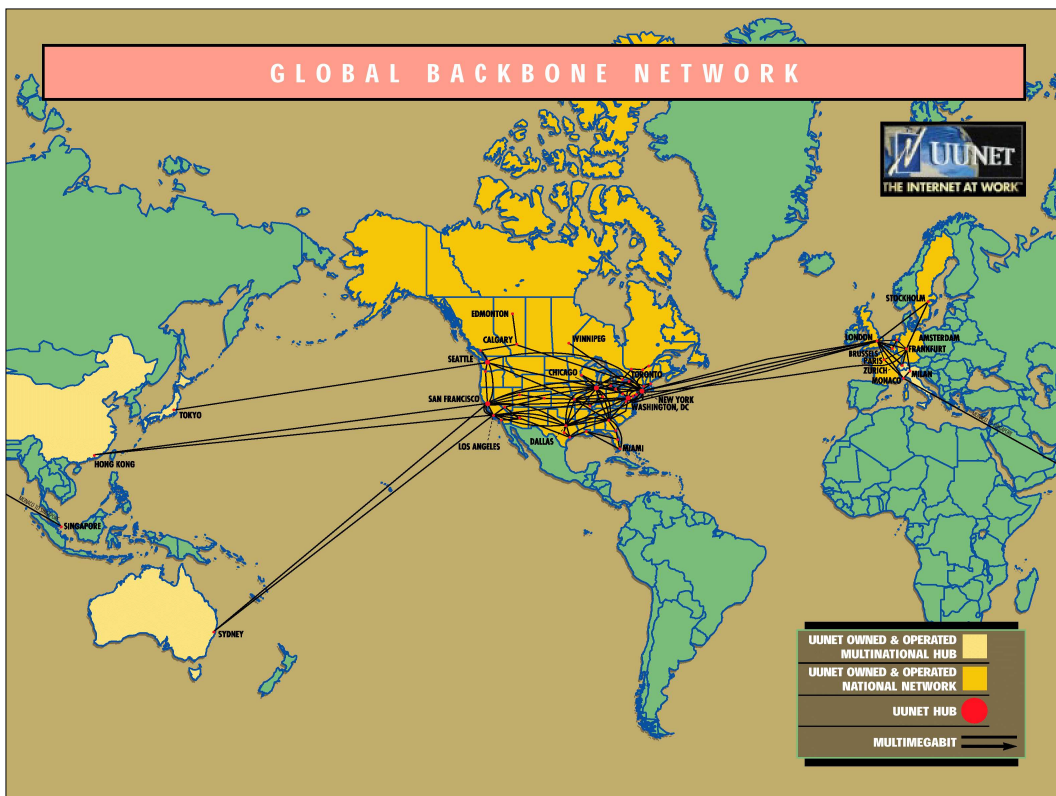 GLOBAL BACKBONE NETWORK
UUNET
THE INTERNET AT WORK™
STOCKHOLM
EDMONTON
CALGARY
WINNIPEG
LONDON
AMSTERDAM
FRANKFURT
BRUSSELS
PARIS
ZURICH
MILAN
MONACO
SEATTLE
CHICAGO
TORONTO
SAN FRANCISCO
NEW YORK
WASHINGTON, DC
TOKYO
LOS ANGELES
DALLAS
MIAMI
HONG KONG
SINGAPORE
SYDNEY
UUNET OWNED & OPERATED
MULTINATIONAL HUB
UUNET OWNED & OPERATED
NATIONAL NETWORK
UUNET HUB
MULTIMEGABIT